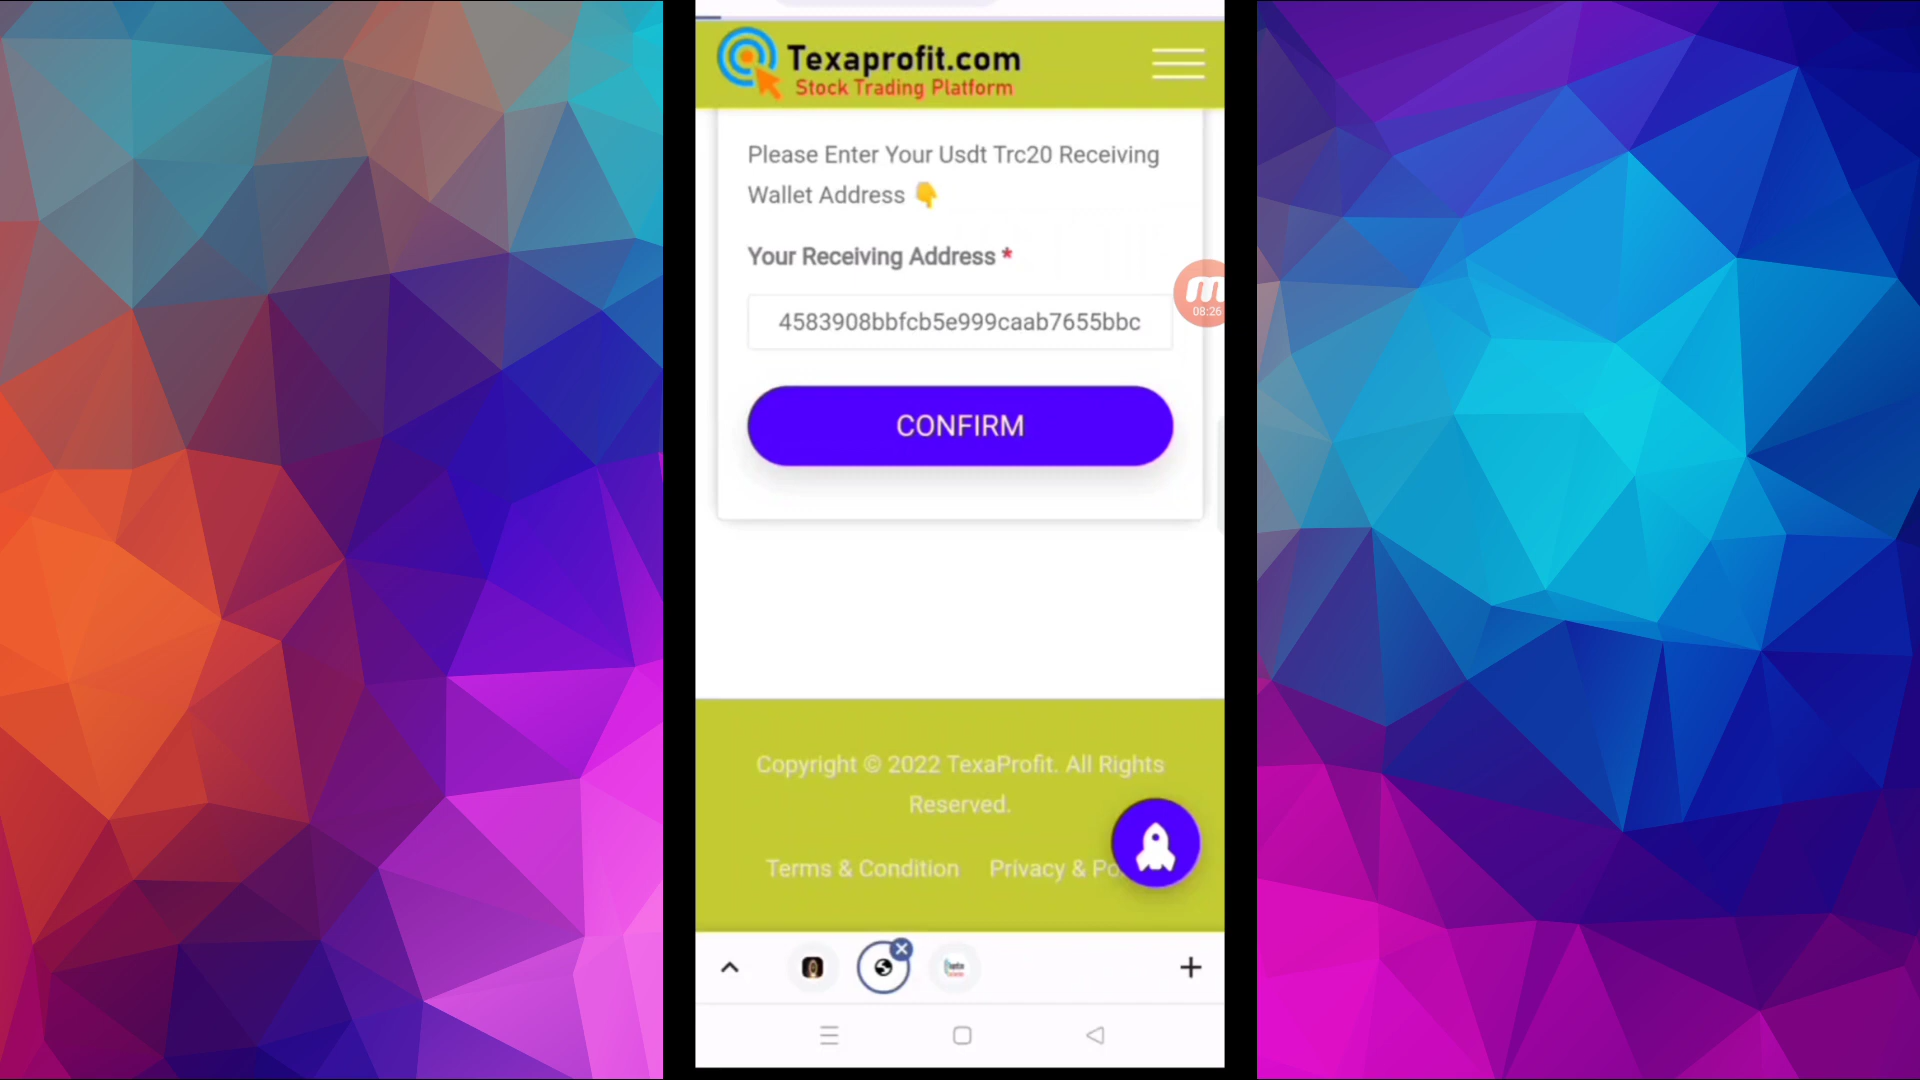 Texaprofit.com
Stock Trading Platform
Please Enter Your Usdt Trc20 Receiving
Wallet Address 👇
Your Receiving Address *
4583908bbfcb5e999caab7655bbc
08:26
CONFIRM
Copyright © 2022 TexaProfit. All Rights
Reserved.
Terms & Condition Privacy &